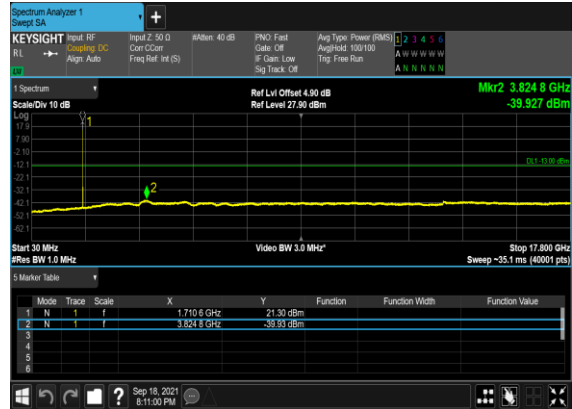 Spectrum Analyzer 1
Swept SA
+
KEYSIGHT Input: RF Input Z: 50 Ω #Atten: 40 dB PNO: Fast Avg Type: Power (RMS) 1 2 3 4 5 6
RL Coupling: DC Corr CCorr Gate: Off Avg|Hold: 100/100 A W W W W W
Align: Auto Freq Ref: Int (S) IF Gain: Low Trig: Free Run
Sig Track: Off A N N N N N
1 Spectrum Ref Lvl Offset 4.90 dB Mkr2 3.824 8 GHz
Scale/Div 10 dB Ref Level 27.90 dBm -39.927 dBm
Log
17.9 1
7.90
-2.10
-12.1 DL1 -13.00 dBm
-22.1
-32.1 2
-42.1
-52.1
-62.1
Start 30 MHz Video BW 3.0 MHz* Stop 17.800 GHz
#Res BW 1.0 MHz Sweep ~35.1 ms (40001 pts)
5 Marker Table
Mode Trace Scale X Y Function Function Width Function Value
1 N 1 f 1.710 6 GHz 21.30 dBm
2 N 1 f 3.824 8 GHz -39.93 dBm
3
4
5
6
? Sep 18, 2021
8:11:00 PM